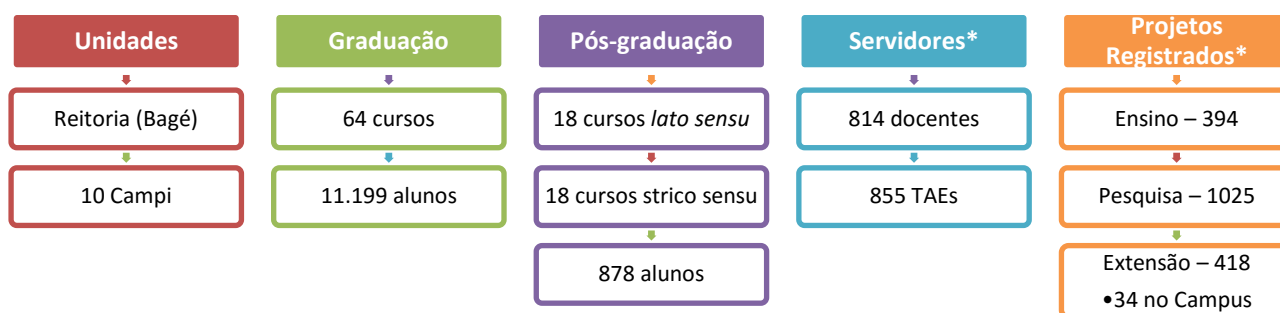 Unidades
Reitoria (Bagé)
10 Campi
Graduação
64 cursos
11.199 alunos
Pós-graduação
18 cursos lato sensu
18 cursos strico sensu
878 alunos
Servidores*
814 docentes
855 TAEs
Projetos
Registrados*
Ensino – 394
Pesquisa – 1025
Extensão – 418
•34 no Campus